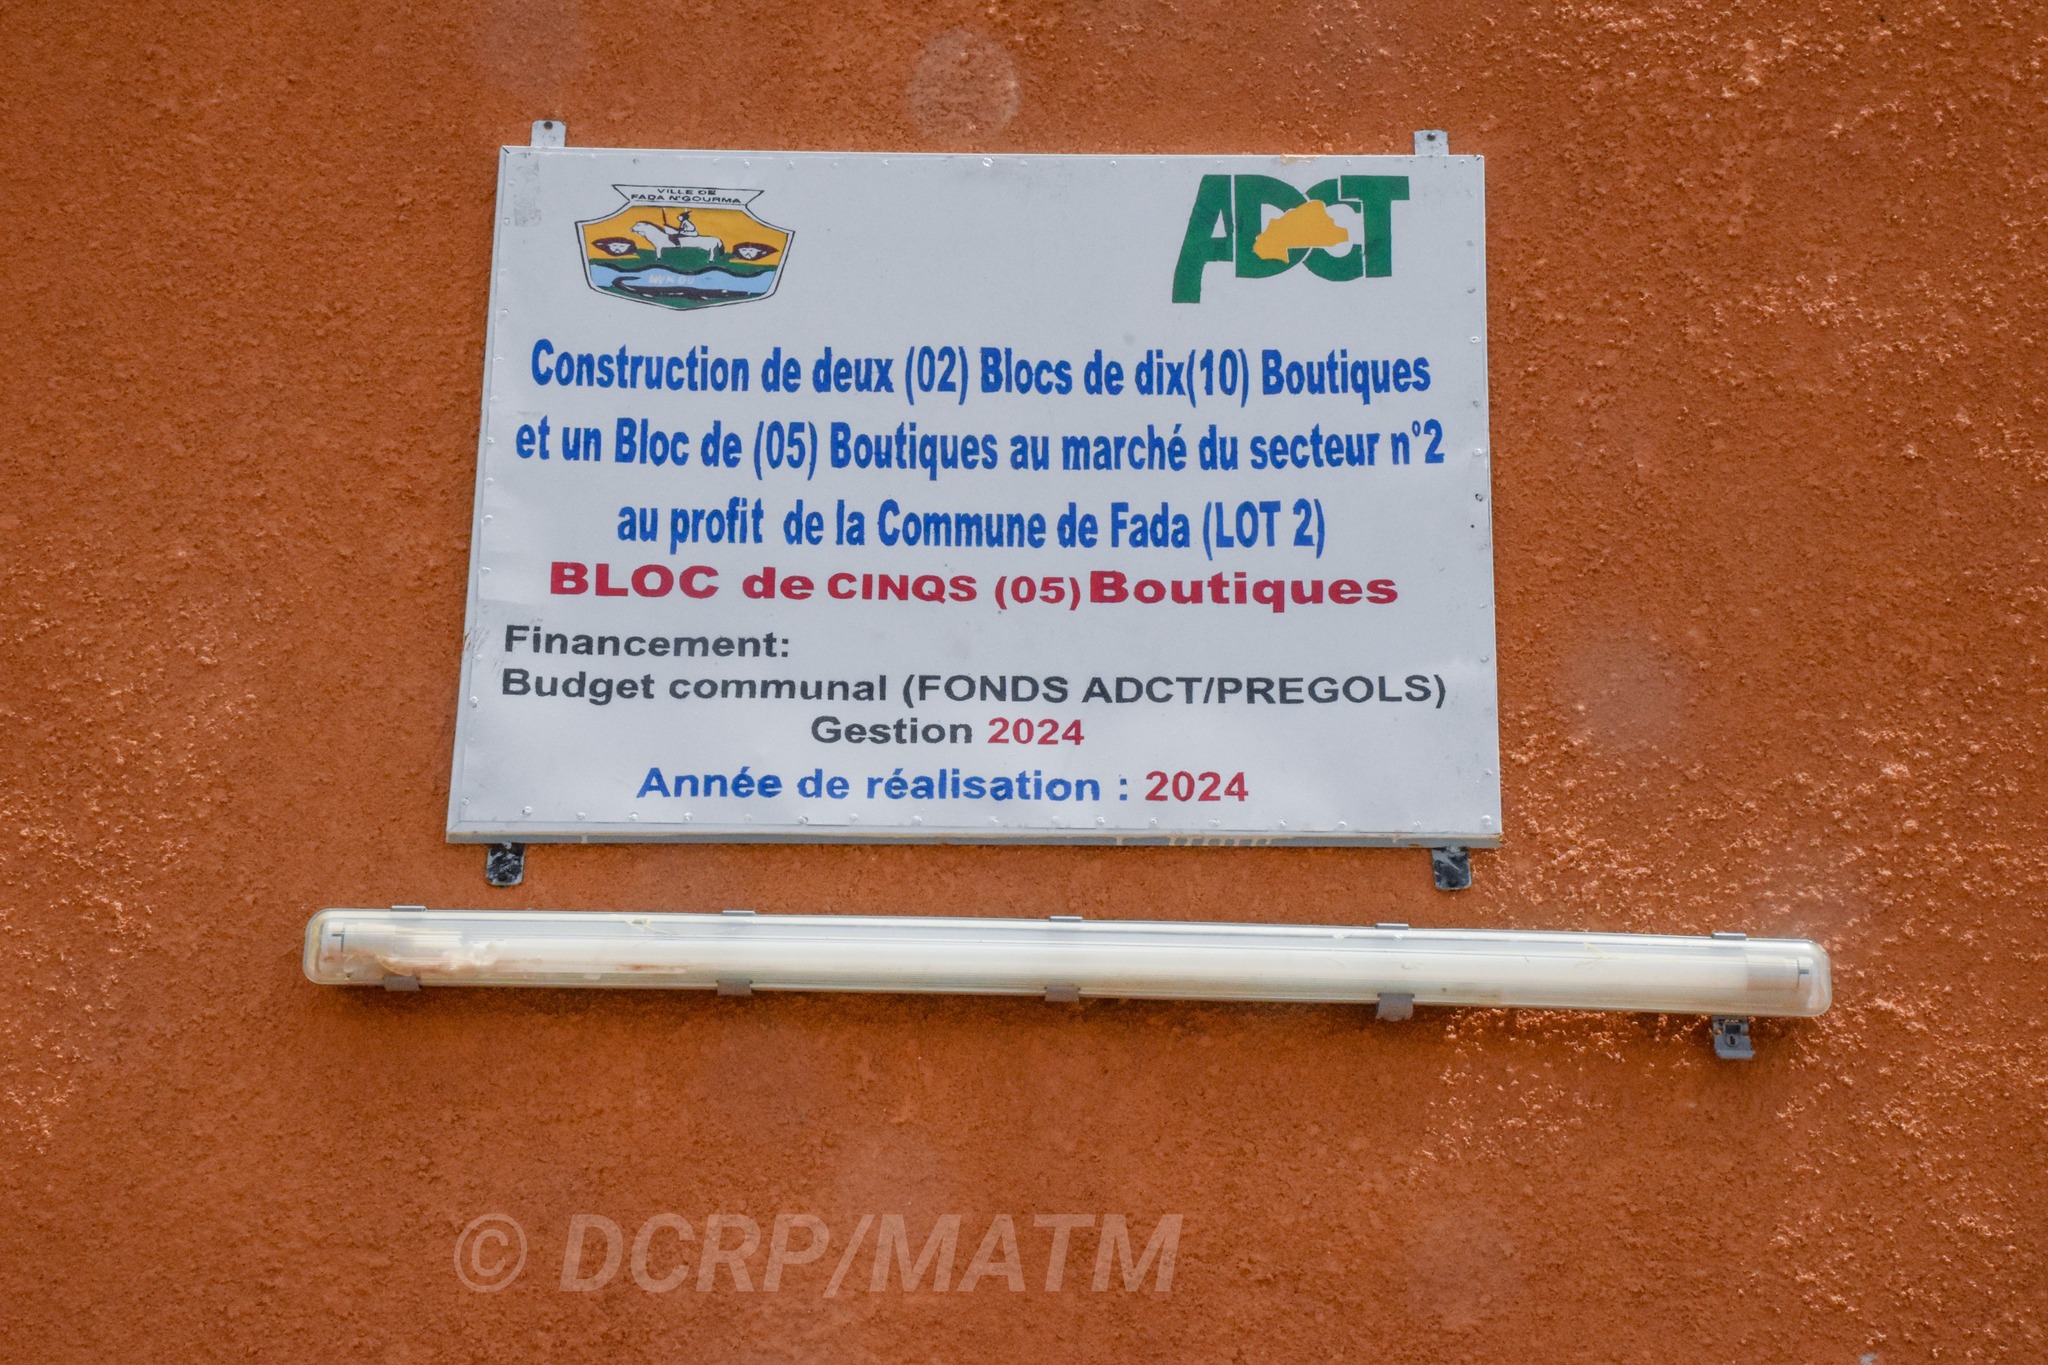 VILLE DE
FADA N'GOURMA
ADCT
Construction de deux (02) Blocs de dix(10) Boutiques
et un Bloc de (05) Boutiques au marché du secteur n°2
au profit de la Commune de Fada (LOT 2)
BLOC de CINQS (05) Boutiques
Financement:
Budget communal (FONDS ADCT/PREGOLS)
Gestion 2024
Année de réalisation : 2024
© DCRP/MATM